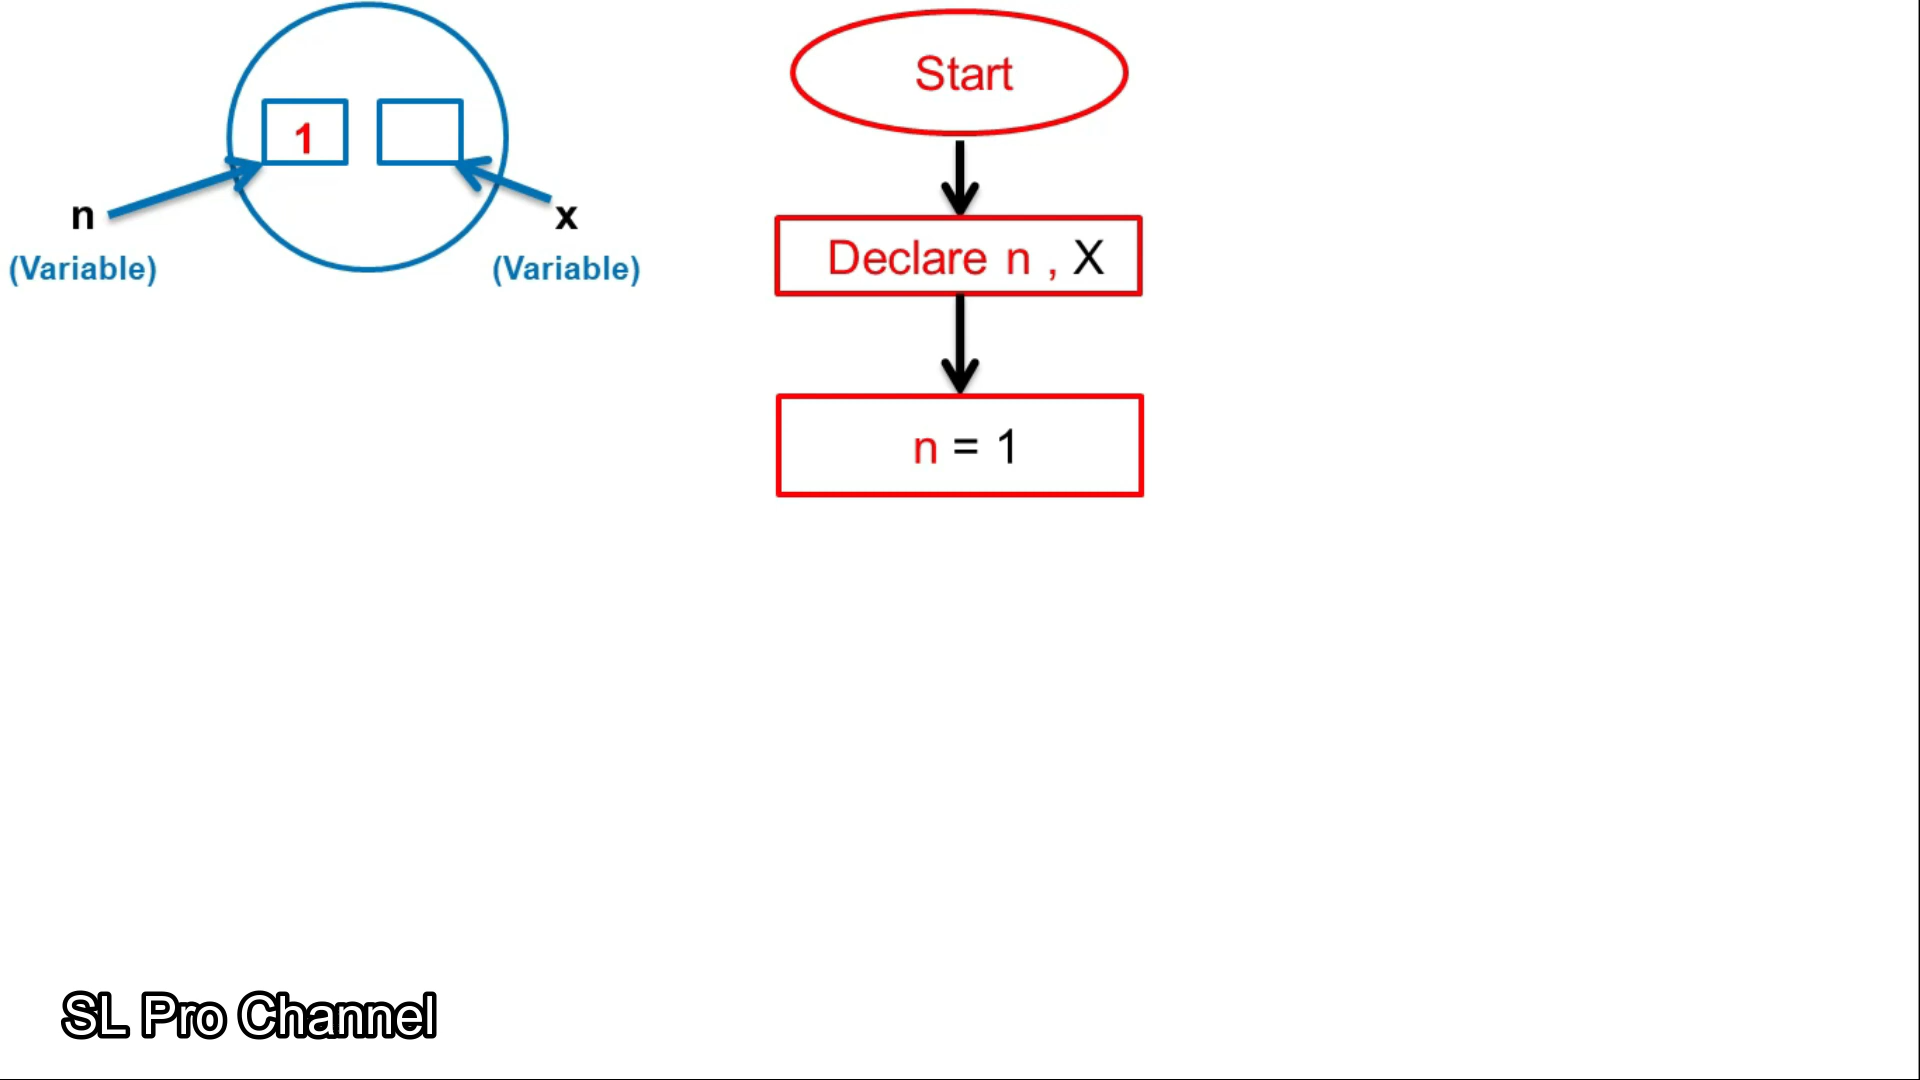 1
n
(Variable)
x
(Variable)
Start
Declare n , X
n = 1
SL Pro Channel